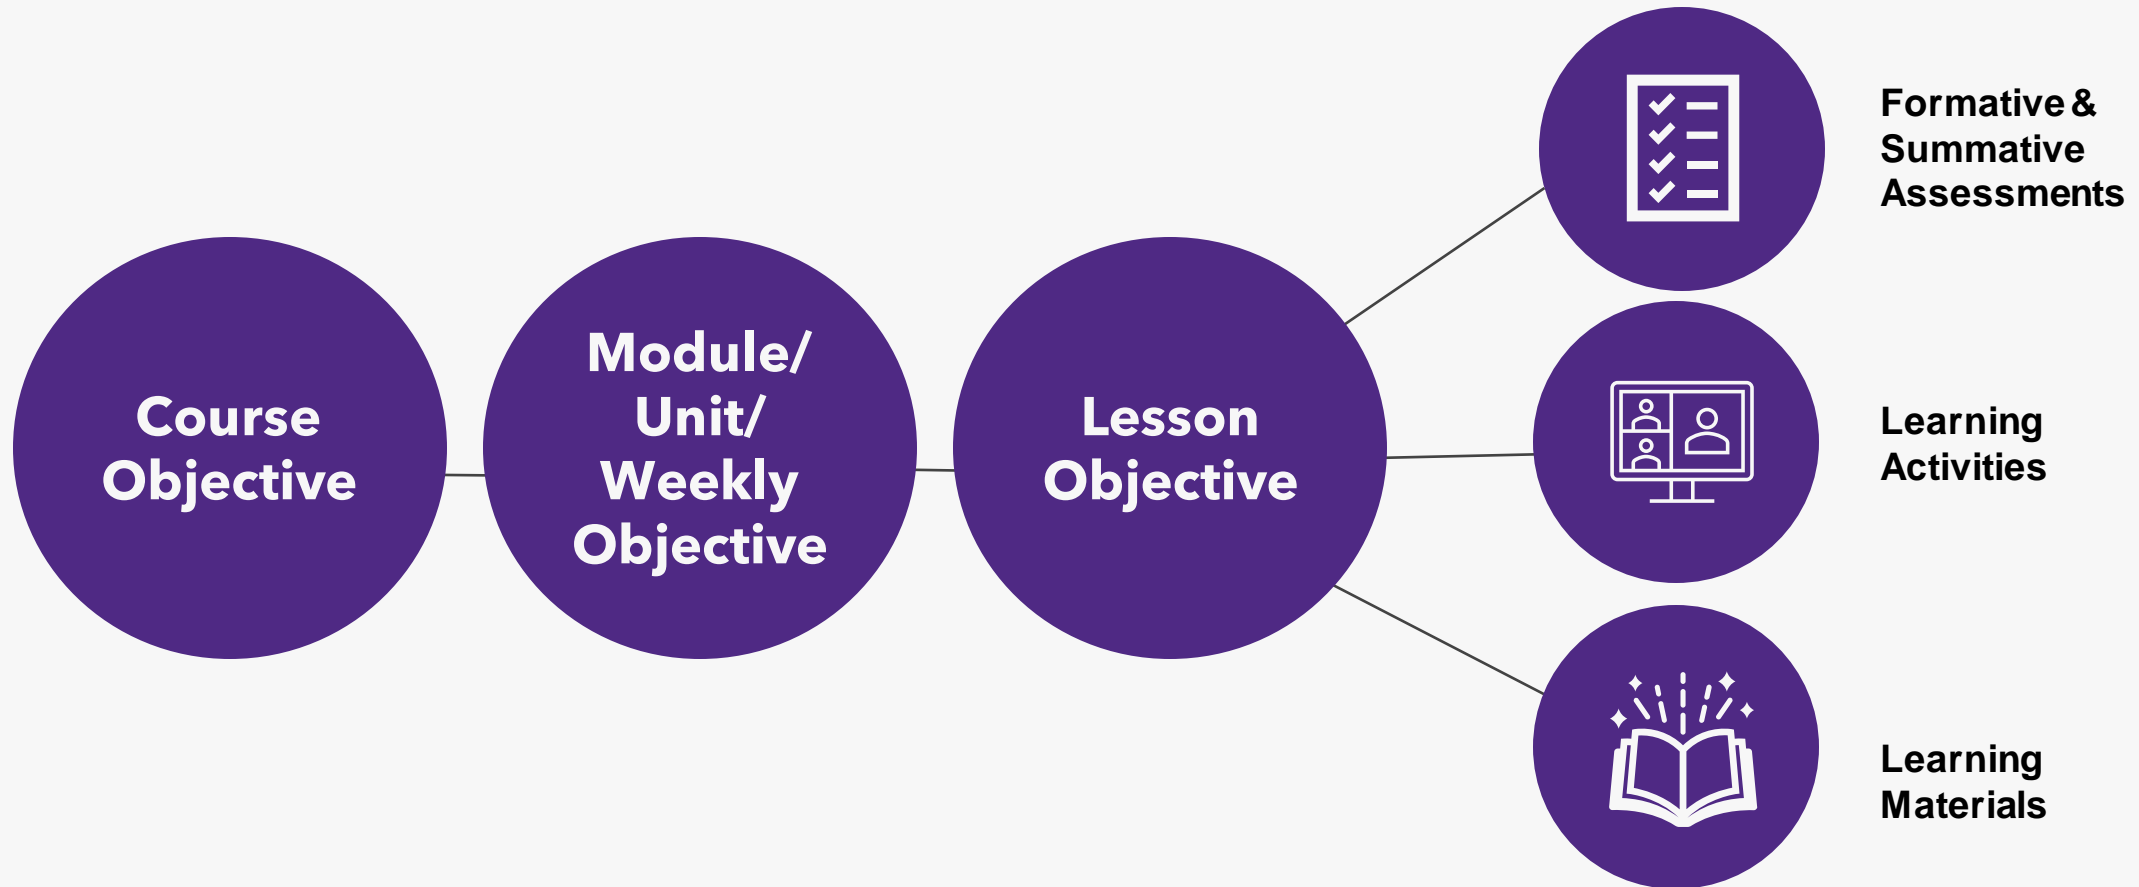 Course
Objective
Module/
Unit/
Weekly
Objective
Lesson
Objective
Formative &
Summative
Assessments
Learning
Activities
Learning
Materials